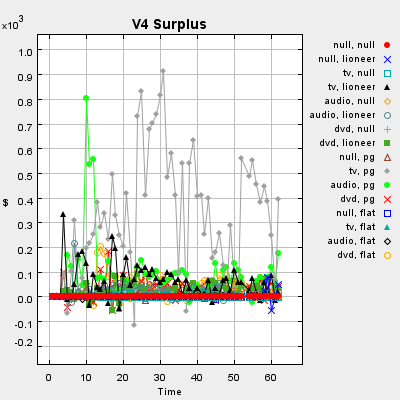 V4 Surplus
x10³
1.0
0.9
0.8
0.7
0.6
0.5
0.4
$
0.3
0.2
0.1
-0.0
-0.1
-0.2
0 10 20 30 40 50 60
Time
null, null
null, lioneer
tv, null
tv, lioneer
audio, null
audio, lioneer
dvd, null
dvd, lioneer
null, pg
tv, pg
audio, pg
dvd, pg
null, flat
tv, flat
audio, flat
dvd, flat